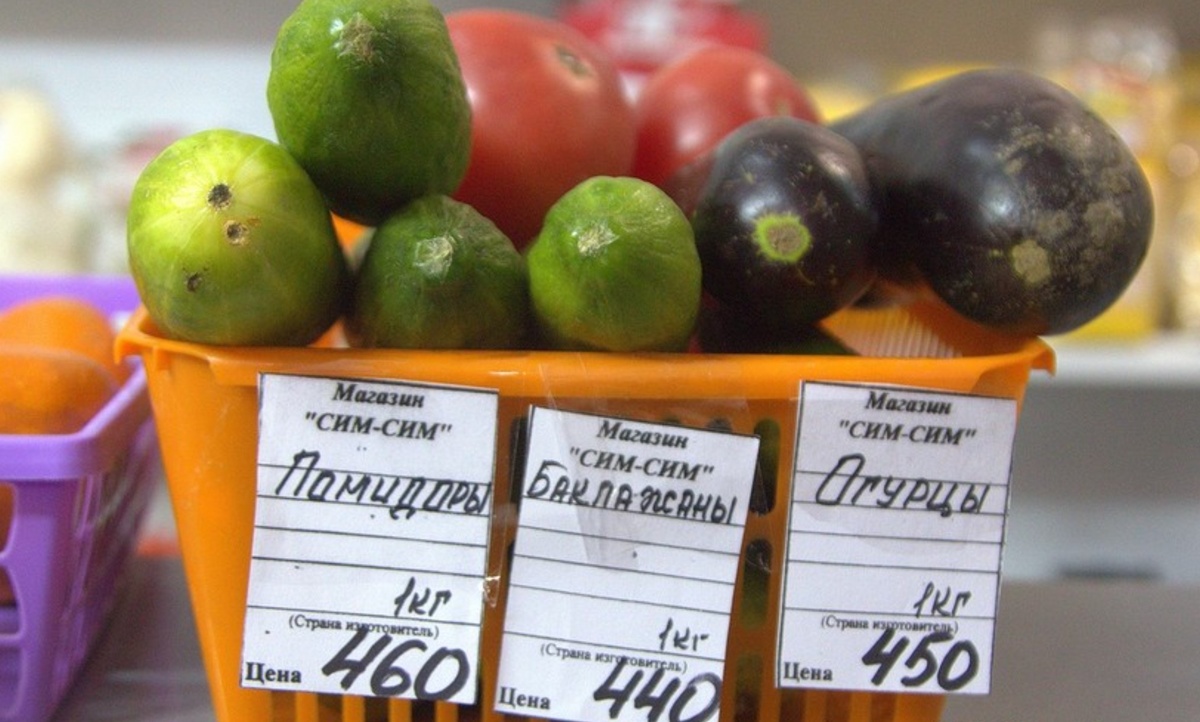 Магазин
"СИМ-СИМ"
Помидоры
1кг
(Страна изготовитель)
Цена 460
Магазин
"СИМ-СИМ"
Баклажаны
1кг
(Страна изготовитель)
Цена 440
Магазин
"СИМ-СИМ"
Огурцы
1кг
(Страна изготовитель)
Цена 450